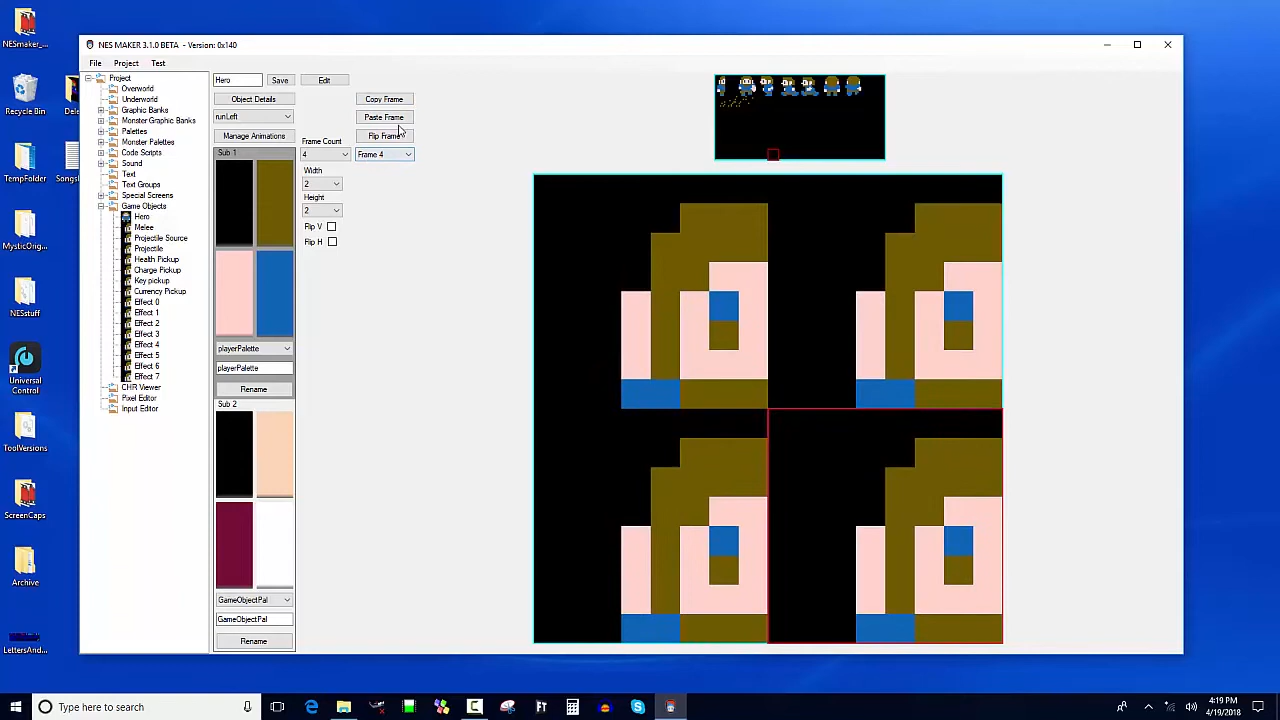 NESmaker_...
Recycle Bin
Dele
TempFolder
Songsl
MysticOrig...
NESstuff
Universal
Control
ToolVersions
ScreenCaps
Archive
LettersAnd...
NES MAKER 3.1.0 BETA - Version: 0x140
File Project Test
Project
Overworld
Underworld
Graphic Banks
Monster Graphic Banks
Palettes
Monster Palettes
Code Scripts
Sound
Text
Text Groups
Special Screens
Game Objects
Hero
Melee
Projectile Source
Projectile
Health Pickup
Charge Pickup
Key pickup
Currency Pickup
Effect 0
Effect 1
Effect 2
Effect 3
Effect 4
Effect 5
Effect 6
Effect 7
CHR Viewer
Pixel Editor
Input Editor
Hero Save Edit
Object Details
runLeft
Manage Animations
Sub 1
playerPalette
playerPalette
Rename
Sub 2
GameObjectPal
GameObjectPal
Rename
Copy Frame
Paste Frame
Flip Frame
Frame Count
4 Frame 4
Width
2
Height
2
Flip V
Flip H
Type here to search
4:19 PM
4/19/2018